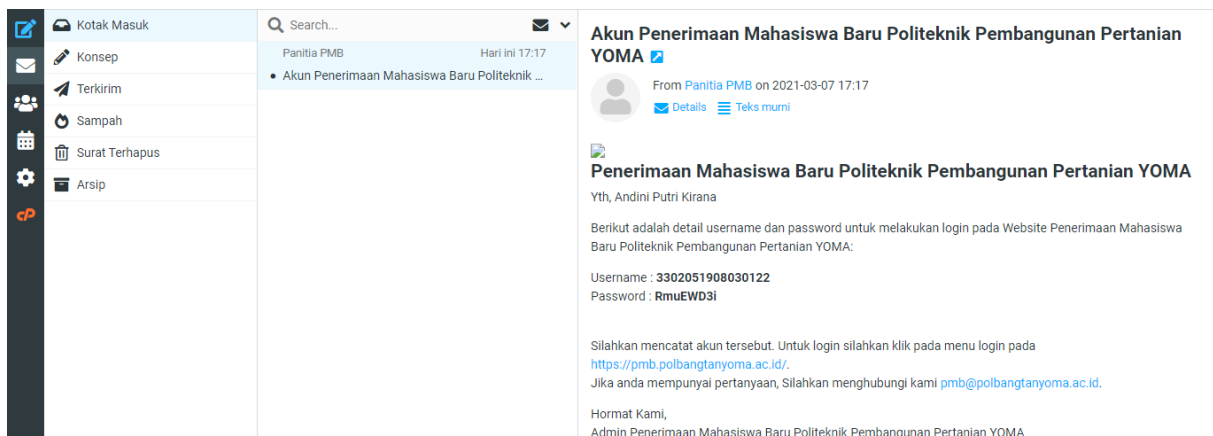 Kotak Masuk
Konsep
Terkirim
Sampah
Surat Terhapus
Arsip
cP
Search...
Panitia PMB Hari ini 17:17
• Akun Penerimaan Mahasiswa Baru Politeknik ...
Akun Penerimaan Mahasiswa Baru Politeknik Pembangunan Pertanian
YOMA
From Panitia PMB on 2021-03-07 17:17
Details Teks murni
Penerimaan Mahasiswa Baru Politeknik Pembangunan Pertanian YOMA
Yth, Andini Putri Kirana
Berikut adalah detail username dan password untuk melakukan login pada Website Penerimaan Mahasiswa
Baru Politeknik Pembangunan Pertanian YOMA:
Username : 3302051908030122
Password : RmuEWD3i
Silahkan mencatat akun tersebut. Untuk login silahkan klik pada menu login pada
https://pmb.polbangtanyoma.ac.id/.
Jika anda mempunyai pertanyaan, Silahkan menghubungi kami pmb@polbangtanyoma.ac.id.
Hormat Kami,
Admin Penerimaan Mahasiswa Baru Politeknik Pembangunan Pertanian YOMA